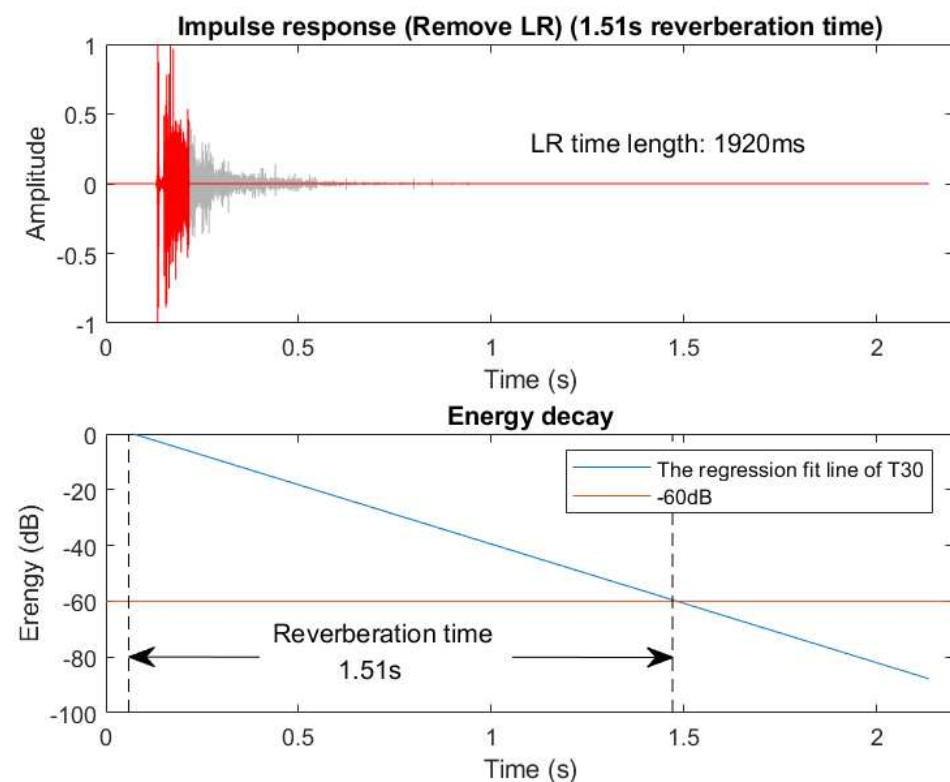 Impulse response (Remove LR) (1.51s reverberation time)
1
0.5
0
-0.5
-1
Amplitude
LR time length: 1920ms
0 0.5 1 1.5 2
Time (s)
Energy decay
0
-20
-40
-60
-80
-100
Erengy (dB)
The regression fit line of T30
-60dB
Reverberation time
1.51s
0 0.5 1 1.5 2
Time (s)